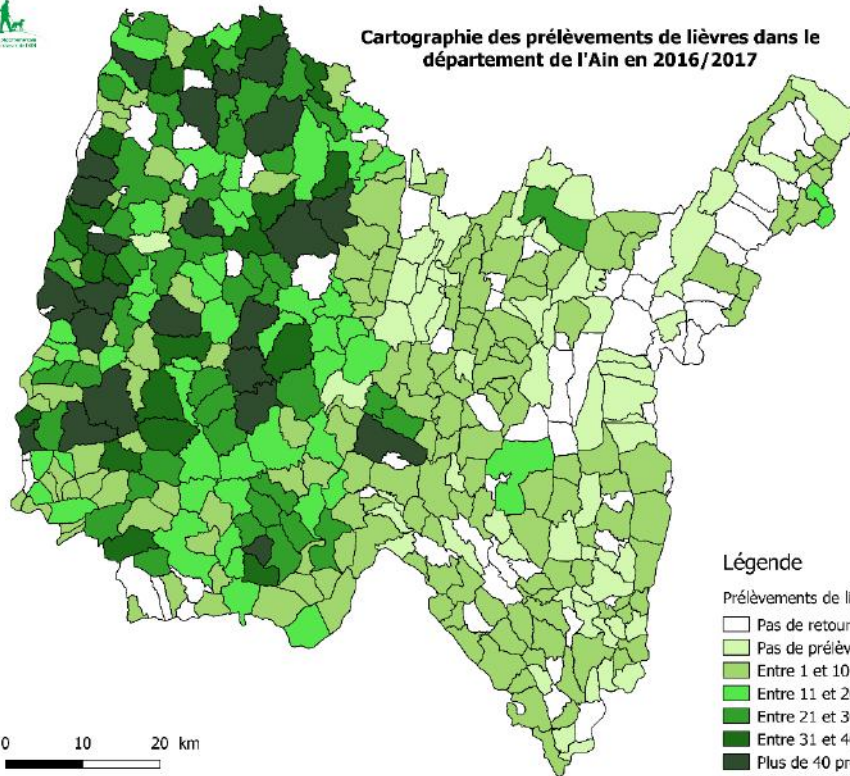 Cartographie des prélèvements de lièvres dans le
département de l'Ain en 2016/2017
Légende
Prélèvements de li
Pas de retour
Pas de prélèv
Entre 1 et 10
Entre 11 et 2
Entre 21 et 3
Entre 31 et 4
Plus de 40 pr
0 10 20 km